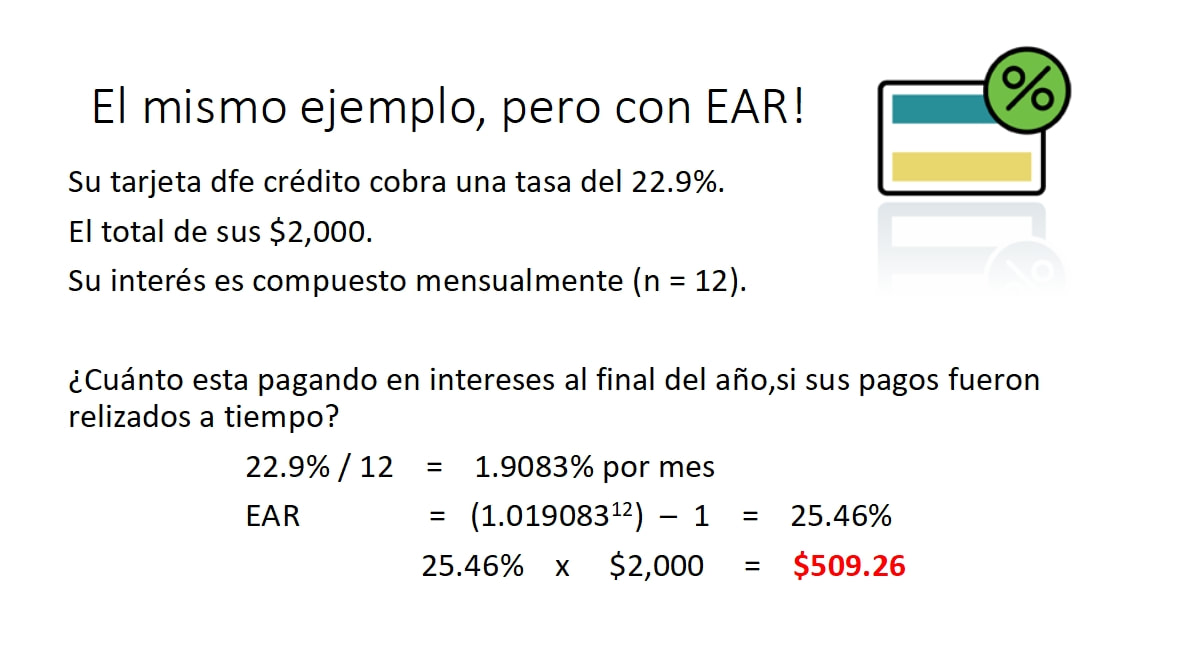 El mismo ejemplo, pero con EAR!
%
Su tarjeta dfe crédito cobra una tasa del 22.9%.
El total de sus $2,000.
Su interés es compuesto mensualmente (n = 12).
¿Cuánto esta pagando en intereses al final del año,si sus pagos fueron
relizados a tiempo?
22.9% / 12 = 1.9083% por mes
EAR = (1.019083¹²) – 1 = 25.46%
25.46% x $2,000 = $509.26